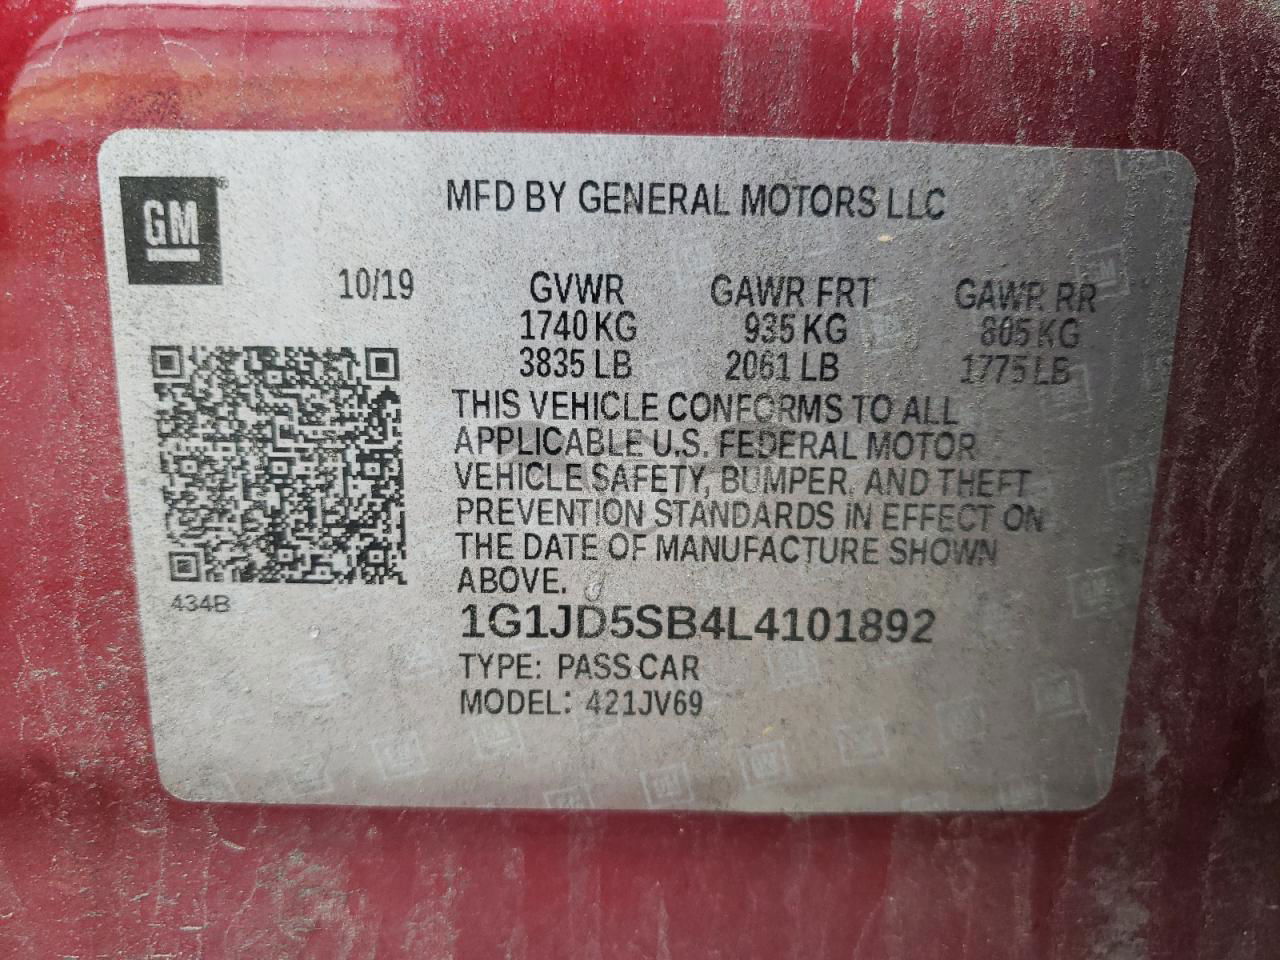 GM
MFD BY GENERAL MOTORS LLC
10/19 GVWR GAWR FRT GAWR RR
1740 KG 935 KG 805 KG
3835 LB 2061 LB 1775 LB
THIS VEHICLE CONFORMS TO ALL
APPLICABLE U.S. FEDERAL MOTOR
VEHICLE SAFETY, BUMPER, AND THEFT
PREVENTION STANDARDS IN EFFECT ON
THE DATE OF MANUFACTURE SHOWN
ABOVE.
434B
1G1JD5SB4L4101892
TYPE: PASS CAR
MODEL: 421JV69